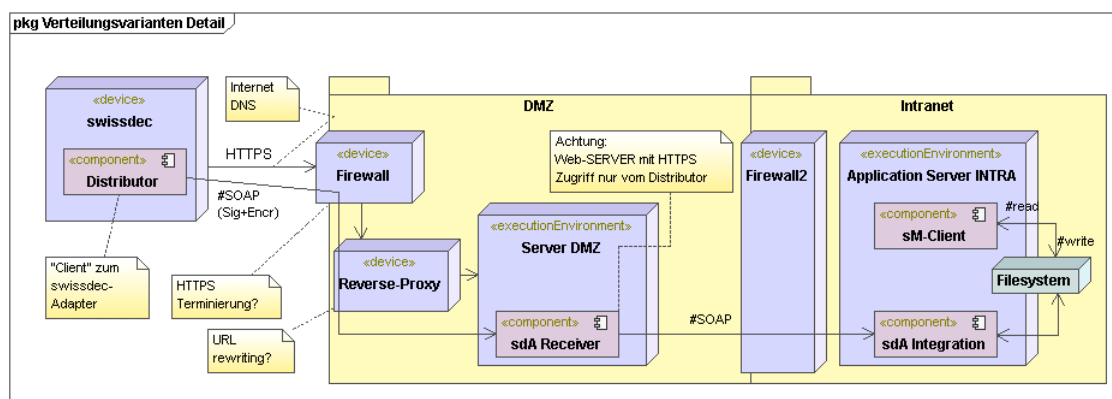 pkg Verteilungsvarianten Detail
«device»
swissdec
«component»
Distributor
"Client" zum
swissdec-
Adapter
Internet
DNS
HTTPS
#SOAP
(Sig+Encr)
HTTPS
Terminierung?
URL
rewriting?
DMZ
«device»
Firewall
«device»
Reverse-Proxy
Achtung:
Web-SERVER mit HTTPS
Zugriff nur vom Distributor
«executionEnvironment»
Server DMZ
«component»
sdA Receiver
#SOAP
«device»
Firewall2
Intranet
«executionEnvironment»
Application Server INTRA
«component»
sM-Client
#read
#write
Filesystem
«component»
sdA Integration